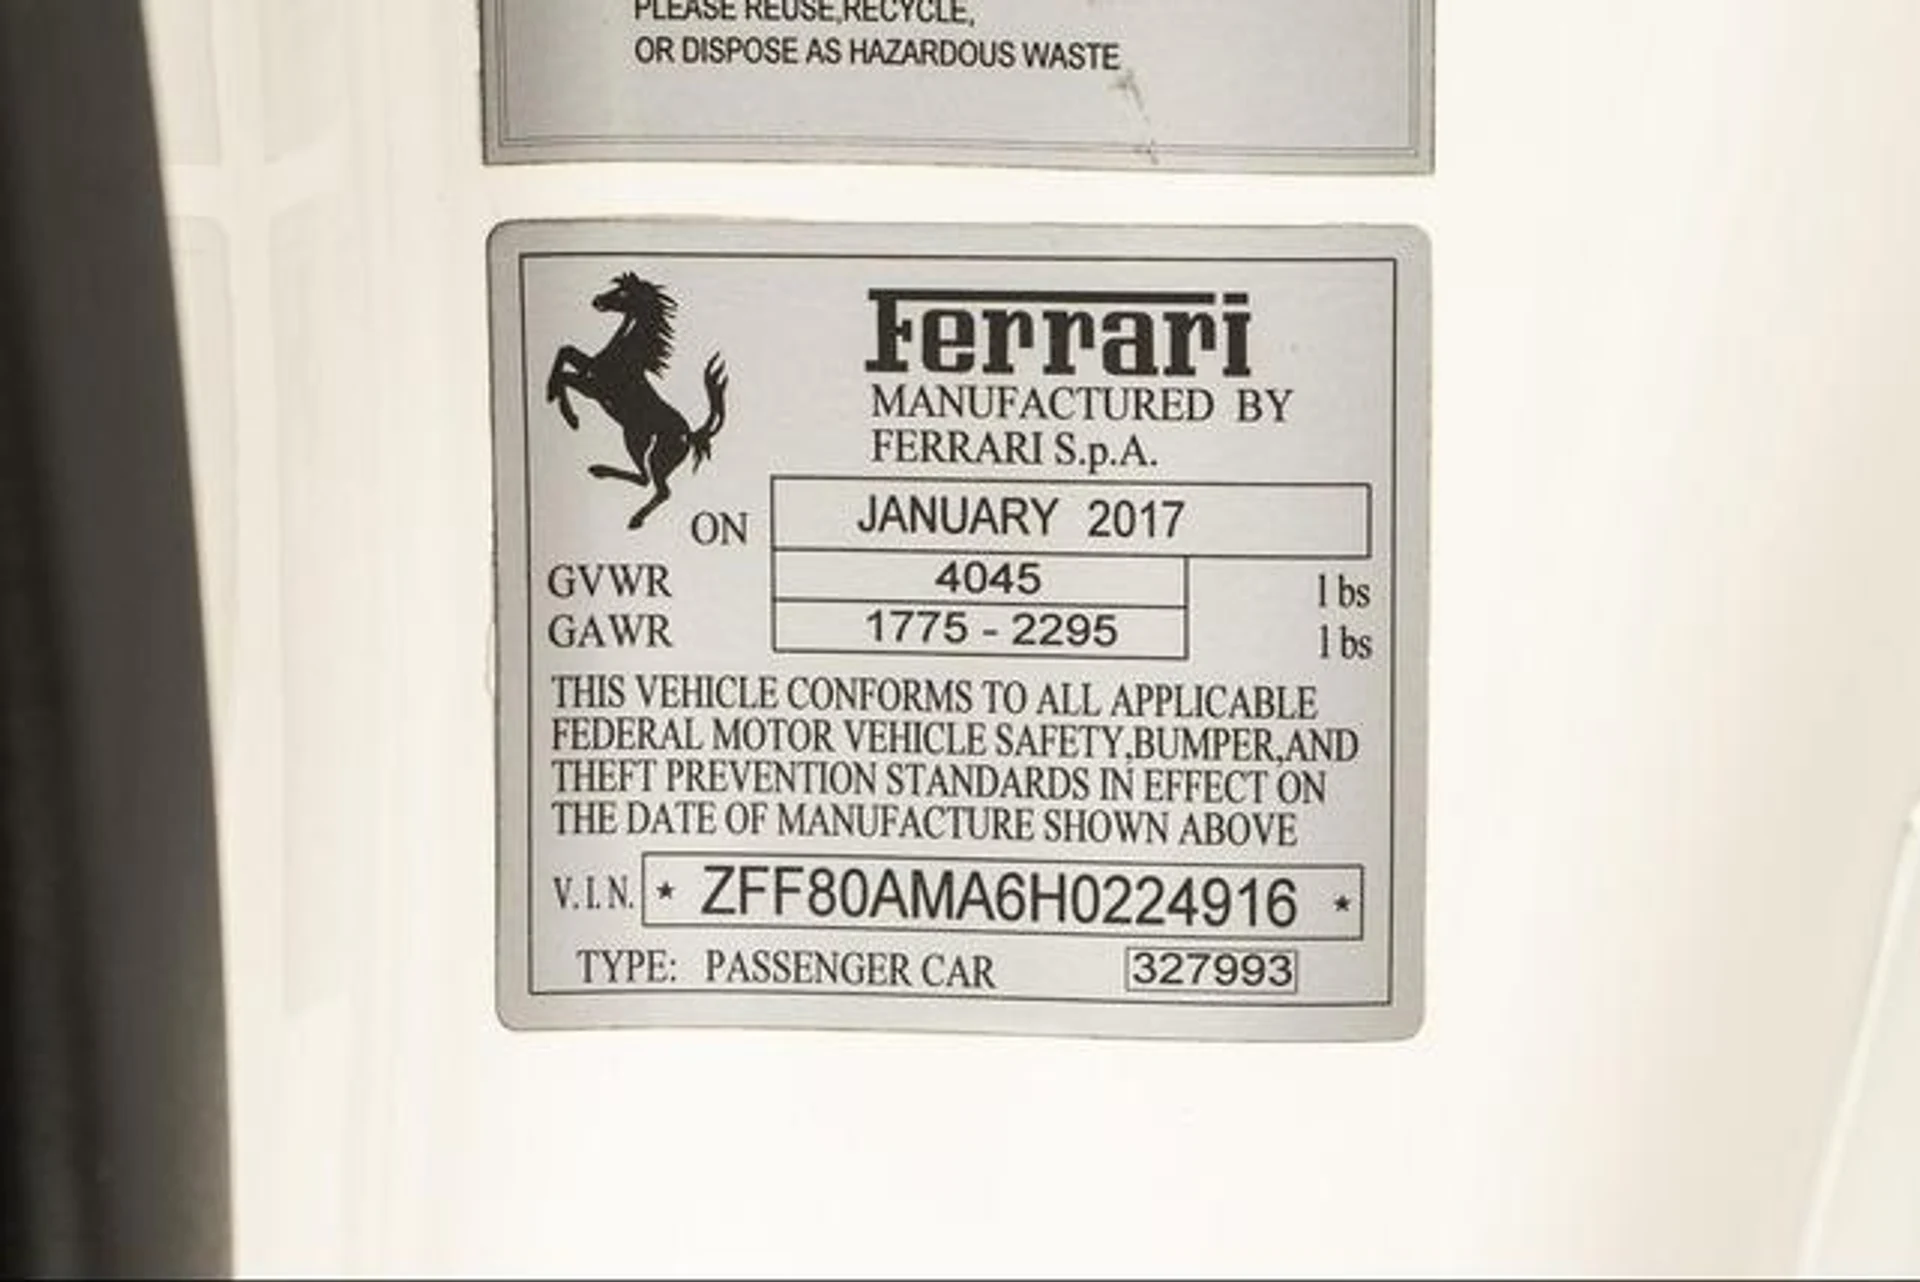 PLEASE REUSE,RECYCLE,
OR DISPOSE AS HAZARDOUS WASTE
Ferrari
MANUFACTURED BY
FERRARI S.p.A.
ON JANUARY 2017
GVWR 4045 lbs
GAWR 1775 - 2295 lbs
THIS VEHICLE CONFORMS TO ALL APPLICABLE
FEDERAL MOTOR VEHICLE SAFETY,BUMPER,AND
THEFT PREVENTION STANDARDS IN EFFECT ON
THE DATE OF MANUFACTURE SHOWN ABOVE
V.I.N. * ZFF80AMA6H0224916 *
TYPE: PASSENGER CAR 327993